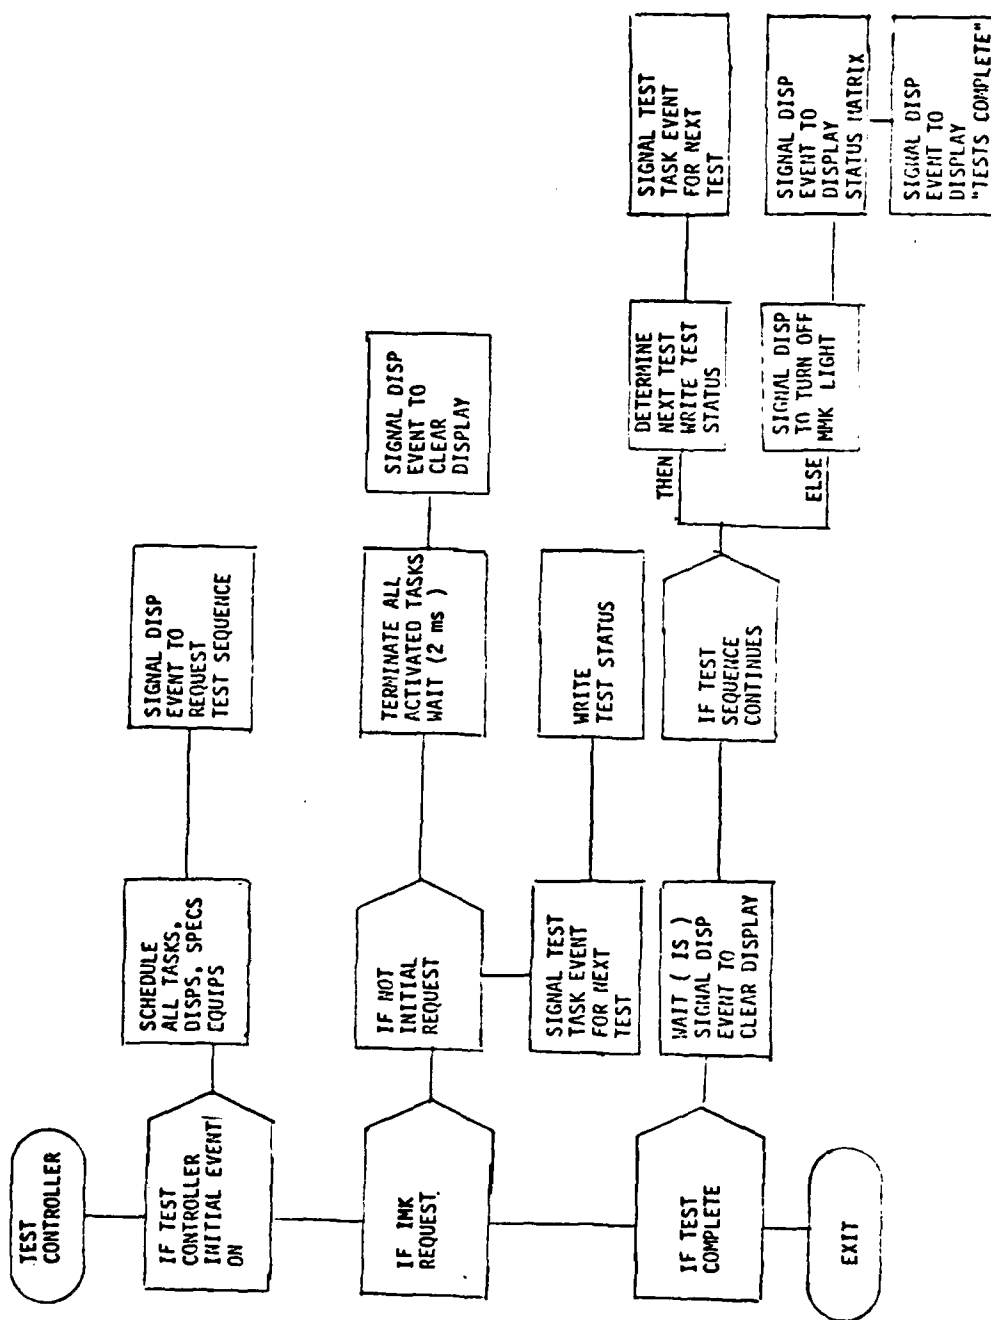 TEST
CONTROLLER
IF TEST
CONTROLLER
INITIAL EVENT
ON
SCHEDULE
ALL TASKS,
DISPS, SPECS
EQUIPS
SIGNAL DISP
EVENT TO
REQUEST
TEST SEQUENCE
IF IMK
REQUEST
IF NOT
INITIAL
REQUEST
TERMINATE ALL
ACTIVATED TASKS
WAIT (2 ms )
SIGNAL DISP
EVENT TO
CLEAR
DISPLAY
SIGNAL TEST
TASK EVENT
FOR NEXT
TEST
WRITE
TEST STATUS
IF TEST
COMPLETE
WAIT ( IS )
SIGNAL DISP
EVENT TO
CLEAR DISPLAY
IF TEST
SEQUENCE
CONTINUES
THEN
DETERMINE
NEXT TEST
WRITE TEST
STATUS
SIGNAL TEST
TASK EVENT
FOR NEXT
TEST
ELSE
SIGNAL DISP
TO TURN OFF
MMK LIGHT
SIGNAL DISP
EVENT TO
DISPLAY
STATUS MATRIX
SIGNAL DISP
EVENT TO
DISPLAY
"TESTS COMPLETE"
EXIT